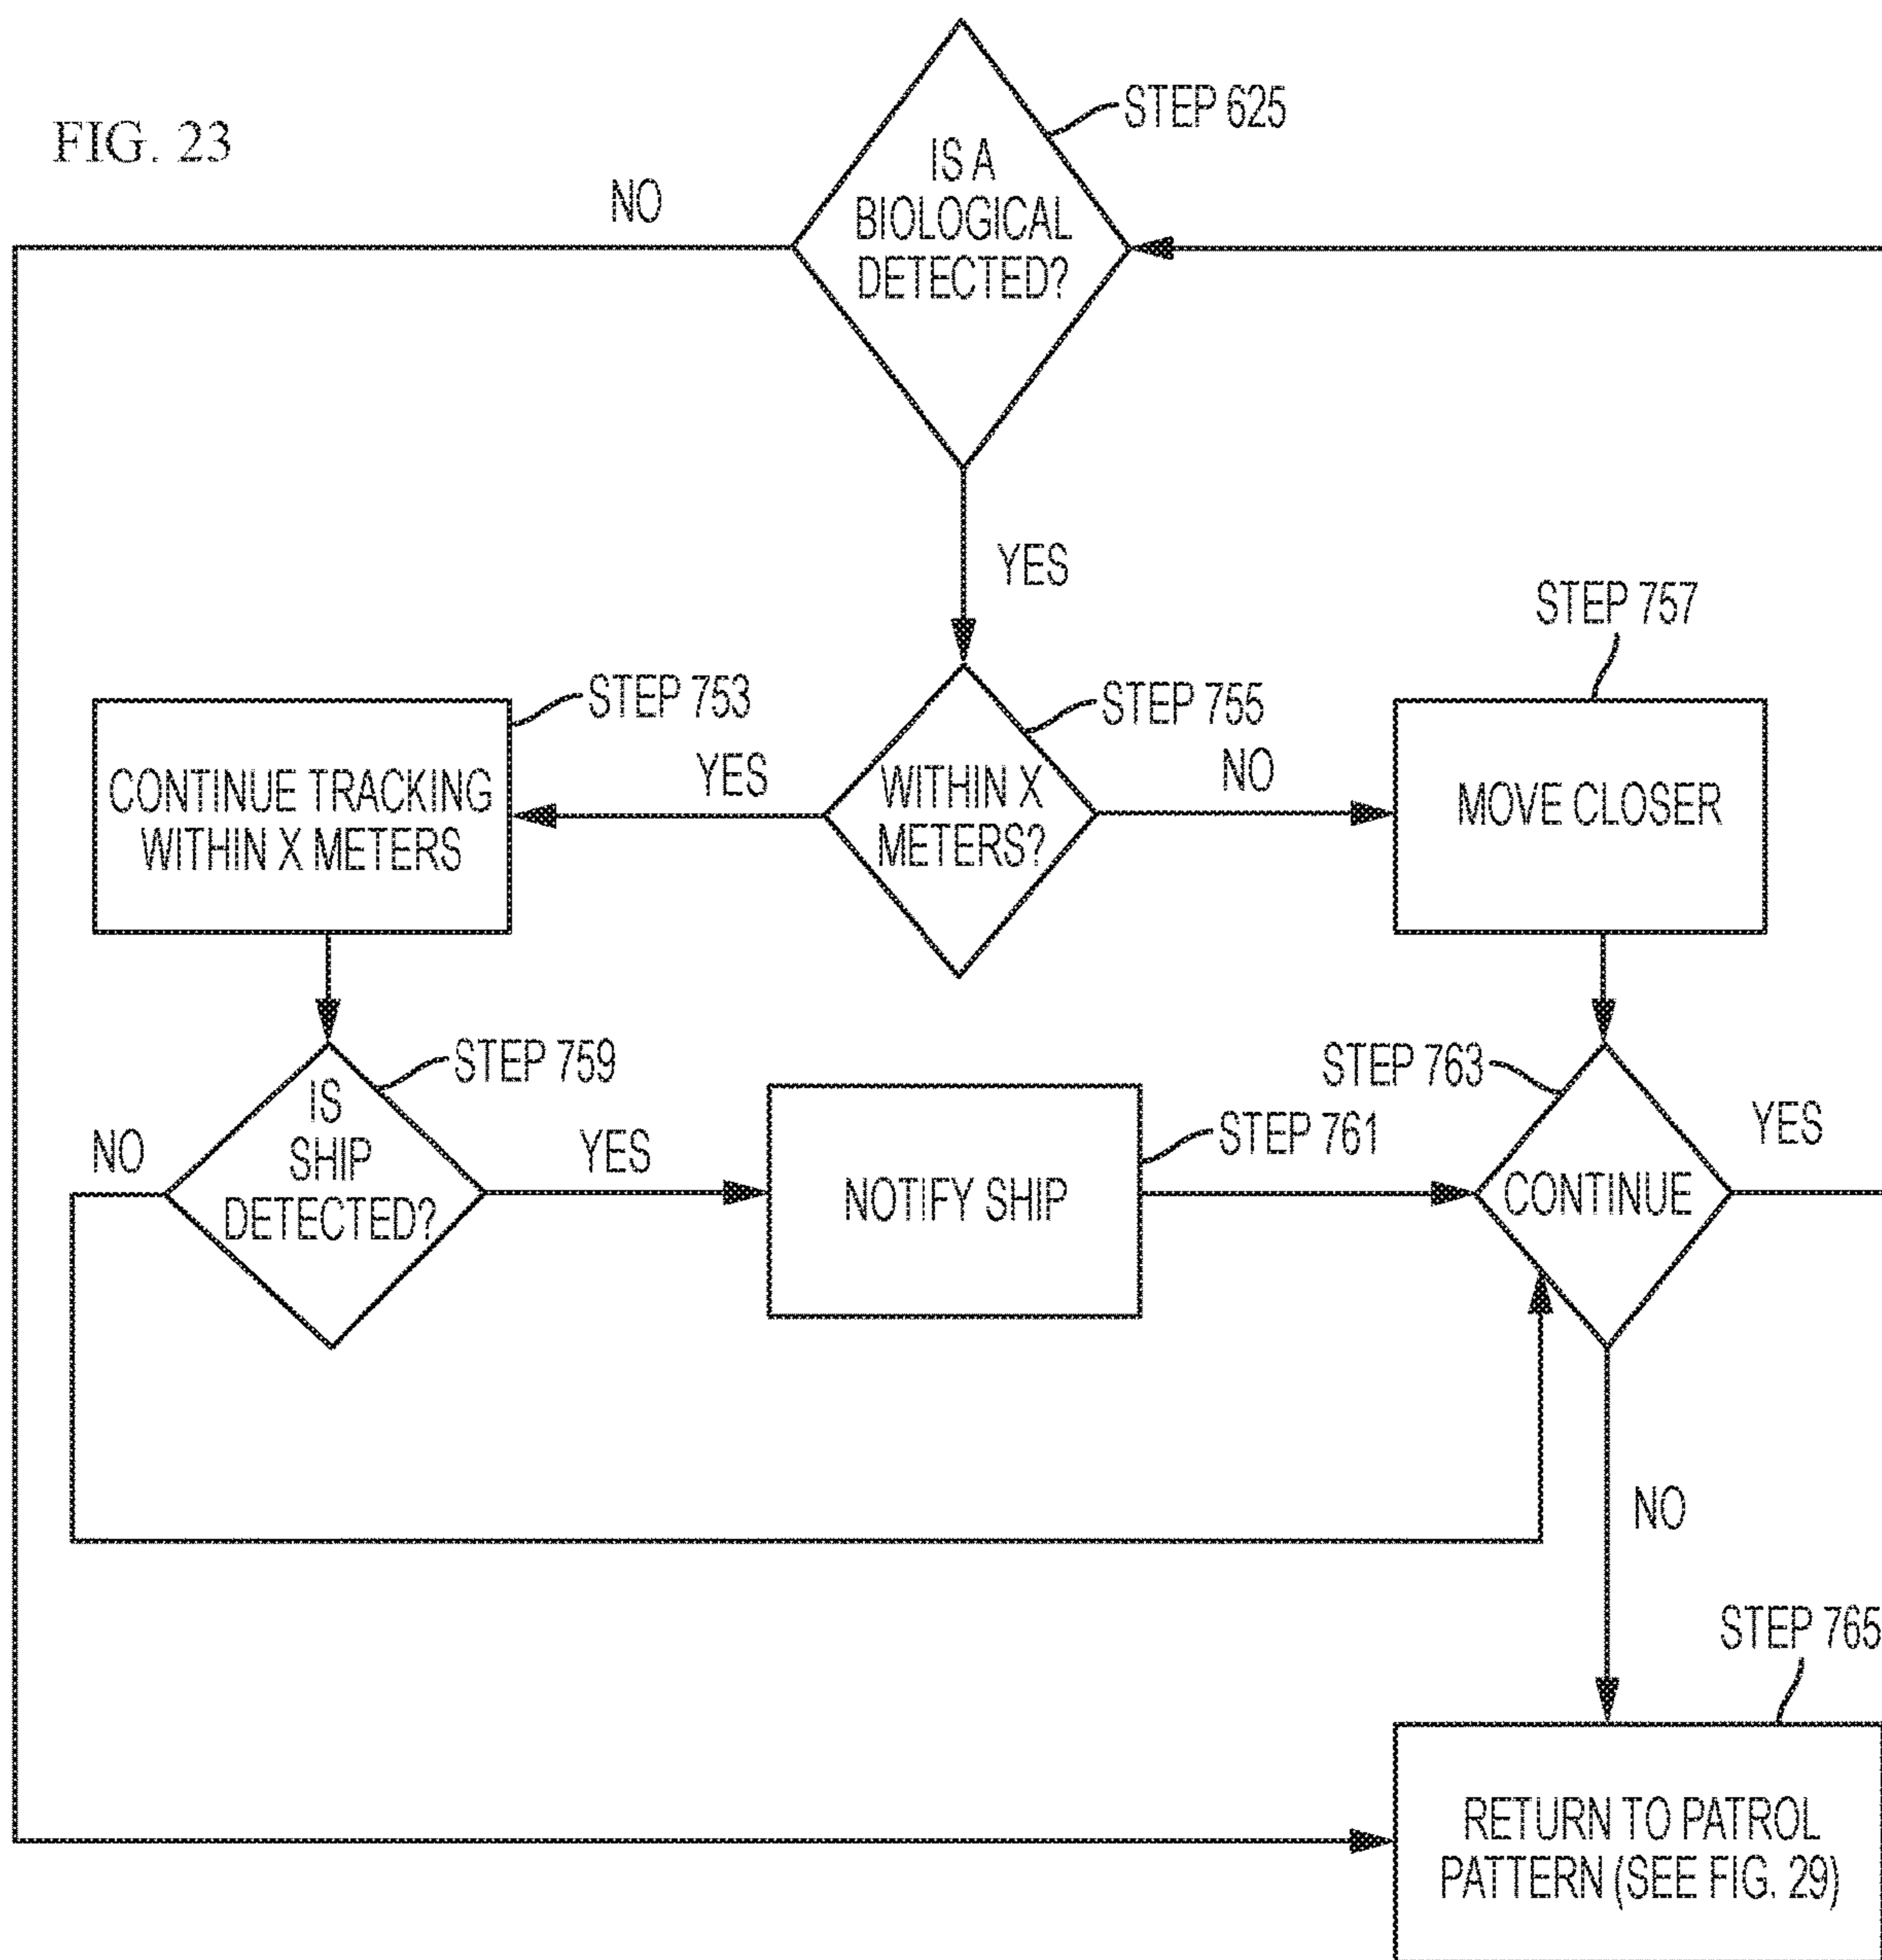 FIG. 23
STEP 625
IS A
BIOLOGICAL
DETECTED?
NO
YES
STEP 757
STEP 753
STEP 755
CONTINUE TRACKING
WITHIN X METERS
YES
WITHIN X
METERS?
NO
MOVE CLOSER
STEP 759
IS
SHIP
DETECTED?
NO
YES
STEP 761
NOTIFY SHIP
STEP 763
CONTINUE
YES
NO
STEP 765
RETURN TO PATROL
PATTERN (SEE FIG. 29)